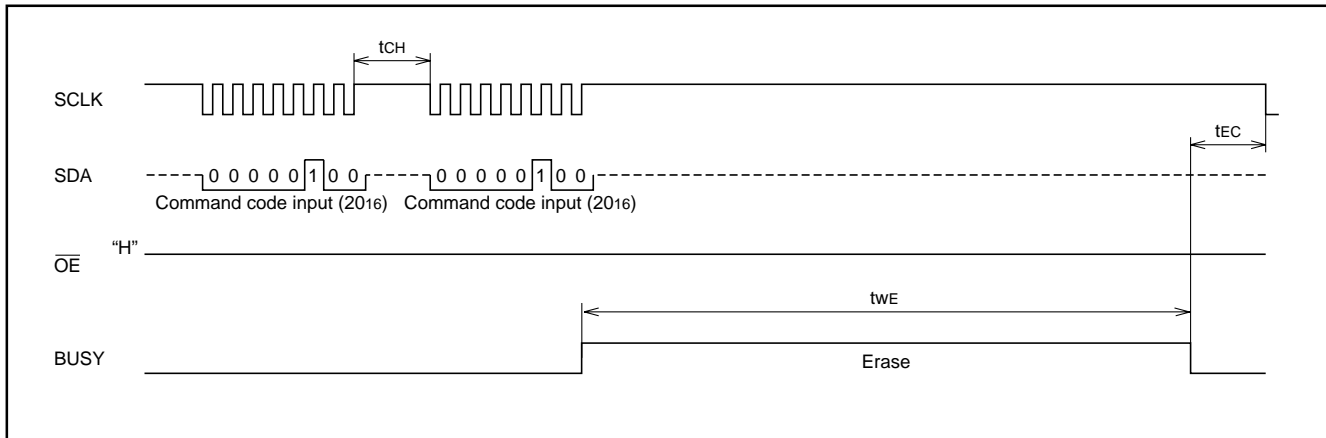 tCH
SCLK
tEC
SDA
0 0 0 0 0 1 0 0
0 0 0 0 0 1 0 0
Command code input (2016)
Command code input (2016)
“H”
OE
twE
BUSY
Erase